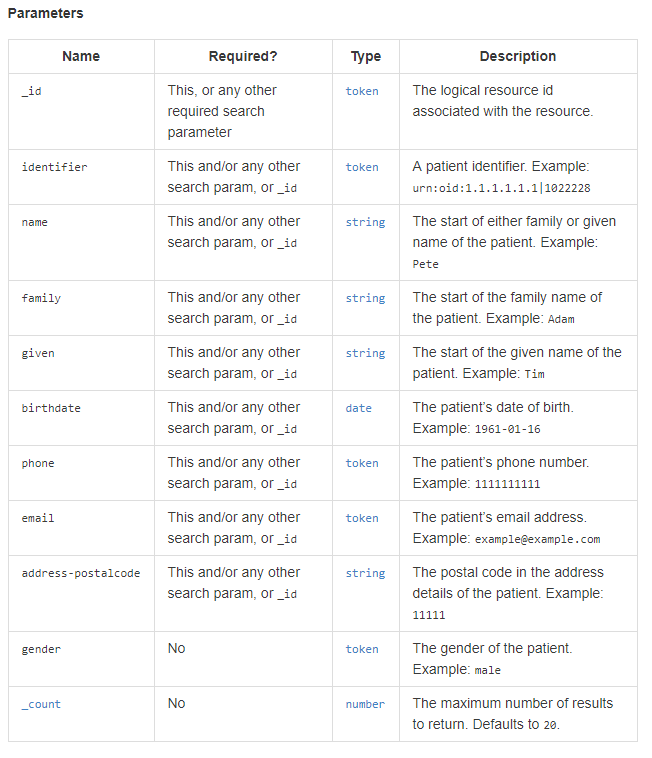 Parameters
Name Required? Type Description
_id This, or any other token The logical resource id
required search associated with the resource.
parameter
identifier This and/or any other token A patient identifier. Example:
search param, or _id urn:oid:1.1.1.1.1.1|1022228
name This and/or any other string The start of either family or given
search param, or _id name of the patient. Example:
Pete
family This and/or any other string The start of the family name of
search param, or _id the patient. Example: Adam
given This and/or any other string The start of the given name of the
search param, or _id patient. Example: Tim
birthdate This and/or any other date The patient’s date of birth.
search param, or _id Example: 1961-01-16
phone This and/or any other token The patient’s phone number.
search param, or _id Example: 1111111111
email This and/or any other token The patient’s email address.
search param, or _id Example: example@example.com
address-postalcode This and/or any other string The postal code in the address
search param, or _id details of the patient. Example:
11111
gender No token The gender of the patient.
Example: male
_count No number The maximum number of results
to return. Defaults to 20.